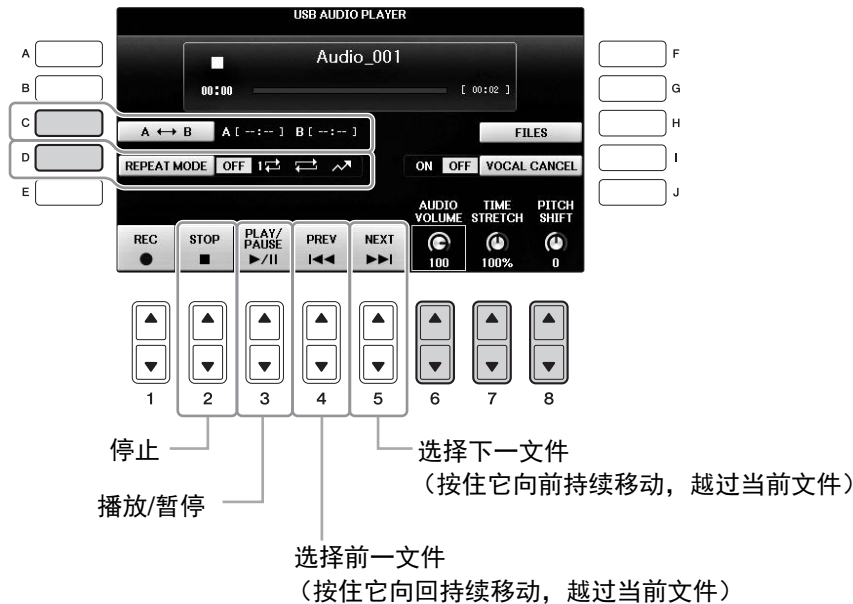 USB AUDIO PLAYER
Audio_001
00:00 [ 00:02 ]
A ↔ B A [ --:-- ] B [ --:-- ]
FILES
REPEAT MODE OFF 1
ON OFF VOCAL CANCEL
AUDIO VOLUME
TIME STRETCH
PITCH SHIFT
100
100%
0
REC
STOP
PLAY/PAUSE
PREV
NEXT
A
B
C
D
E
F
G
H
I
J
1 2 3 4 5 6 7 8
停止
播放/暂停
选择下一文件
（按住它向前持续移动，越过当前文件）
选择前一文件
（按住它向回持续移动，越过当前文件）